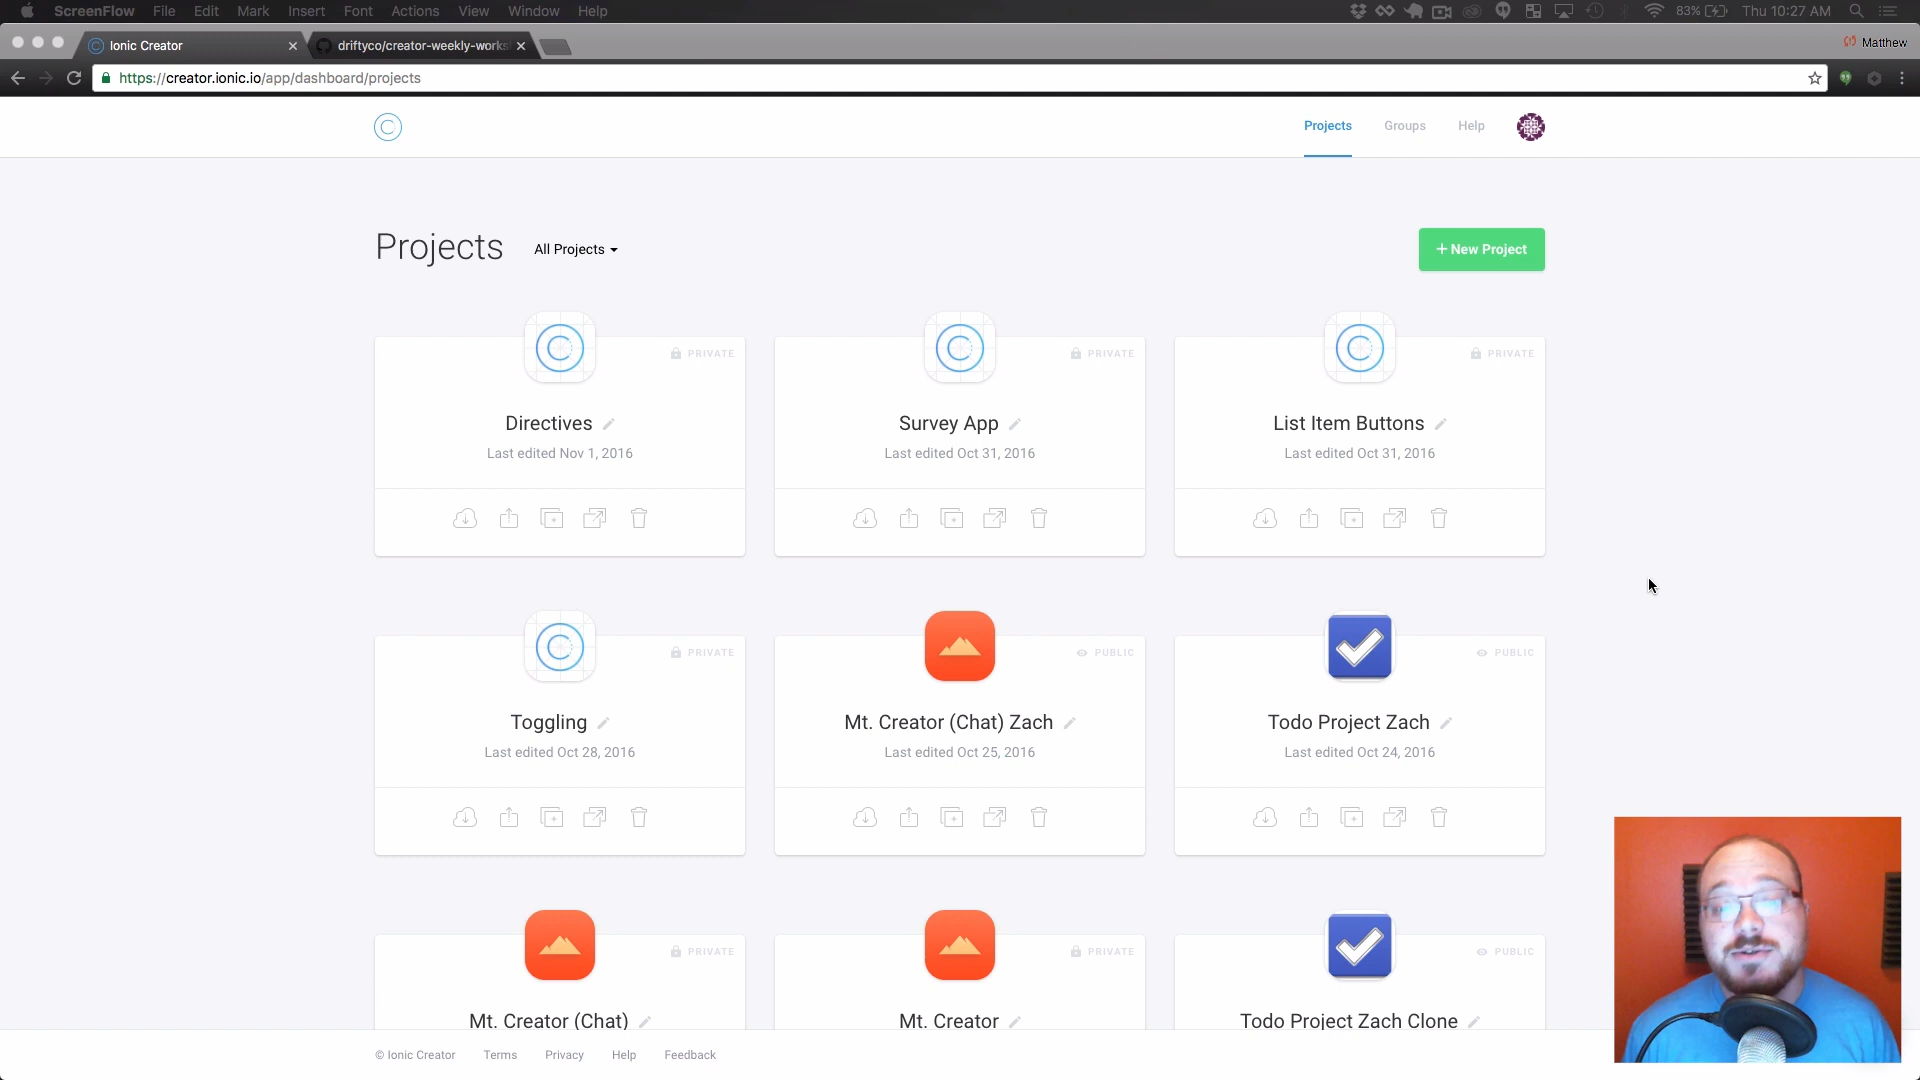 ScreenFlow File Edit Mark Insert Font Actions View Window Help 83% Thu 10:27 AM
Ionic Creator driftyco/creator-weekly-works Matthew
https://creator.ionic.io/app/dashboard/projects
Projects Groups Help
Projects All Projects + New Project
PRIVATE PRIVATE PRIVATE
Directives Survey App List Item Buttons
Last edited Nov 1, 2016 Last edited Oct 31, 2016 Last edited Oct 31, 2016
PRIVATE PUBLIC PUBLIC
Toggling Mt. Creator (Chat) Zach Todo Project Zach
Last edited Oct 28, 2016 Last edited Oct 25, 2016 Last edited Oct 24, 2016
PRIVATE PRIVATE PUBLIC
Mt. Creator (Chat) Mt. Creator Todo Project Zach Clone
© Ionic Creator Terms Privacy Help Feedback